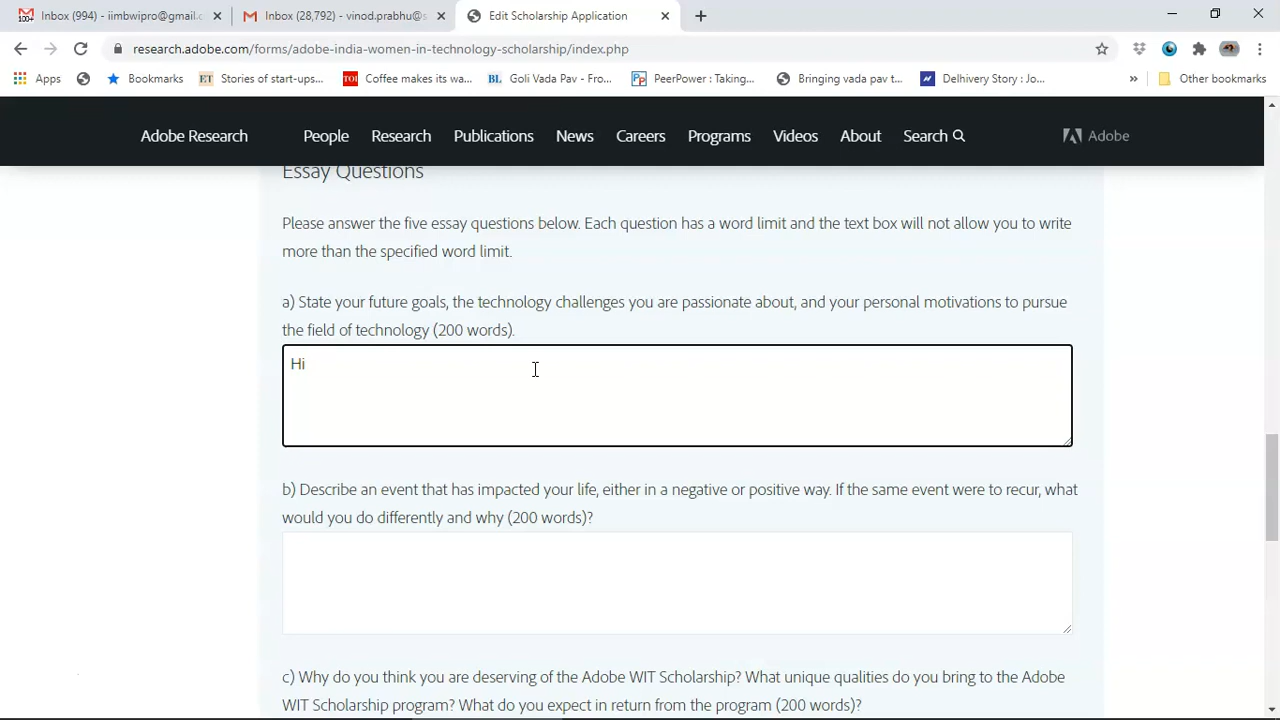 Inbox (994) - iimbwipro@gmail.c
Inbox (28,792) - vinod.prabhu@s
Edit Scholarship Application
research.adobe.com/forms/adobe-india-women-in-technology-scholarship/index.php
Apps
Bookmarks
ET Stories of start-ups...
TOI Coffee makes its wa...
BL Goli Vada Pav - Fro...
PP PeerPower : Taking...
Bringing vada pav t...
Delhivery Story : Jo...
»
Other bookmarks
Adobe Research People Research Publications News Careers Programs Videos About Search Adobe
Essay Questions
Please answer the five essay questions below. Each question has a word limit and the text box will not allow you to write
more than the specified word limit.
a) State your future goals, the technology challenges you are passionate about, and your personal motivations to pursue
the field of technology (200 words).
Hi
b) Describe an event that has impacted your life, either in a negative or positive way. If the same event were to recur, what
would you do differently and why (200 words)?
c) Why do you think you are deserving of the Adobe WIT Scholarship? What unique qualities do you bring to the Adobe
WIT Scholarship program? What do you expect in return from the program (200 words)?